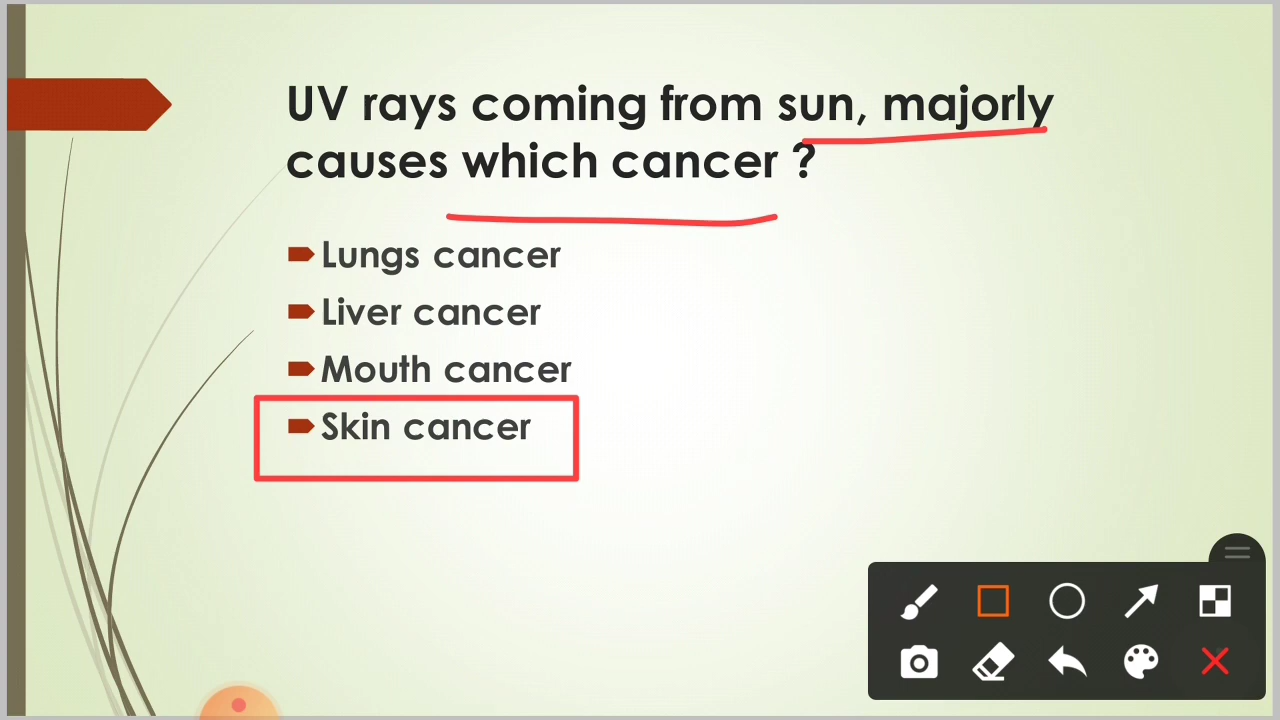 UV rays coming from sun, majorly
causes which cancer ?
Lungs cancer
Liver cancer
Mouth cancer
Skin cancer